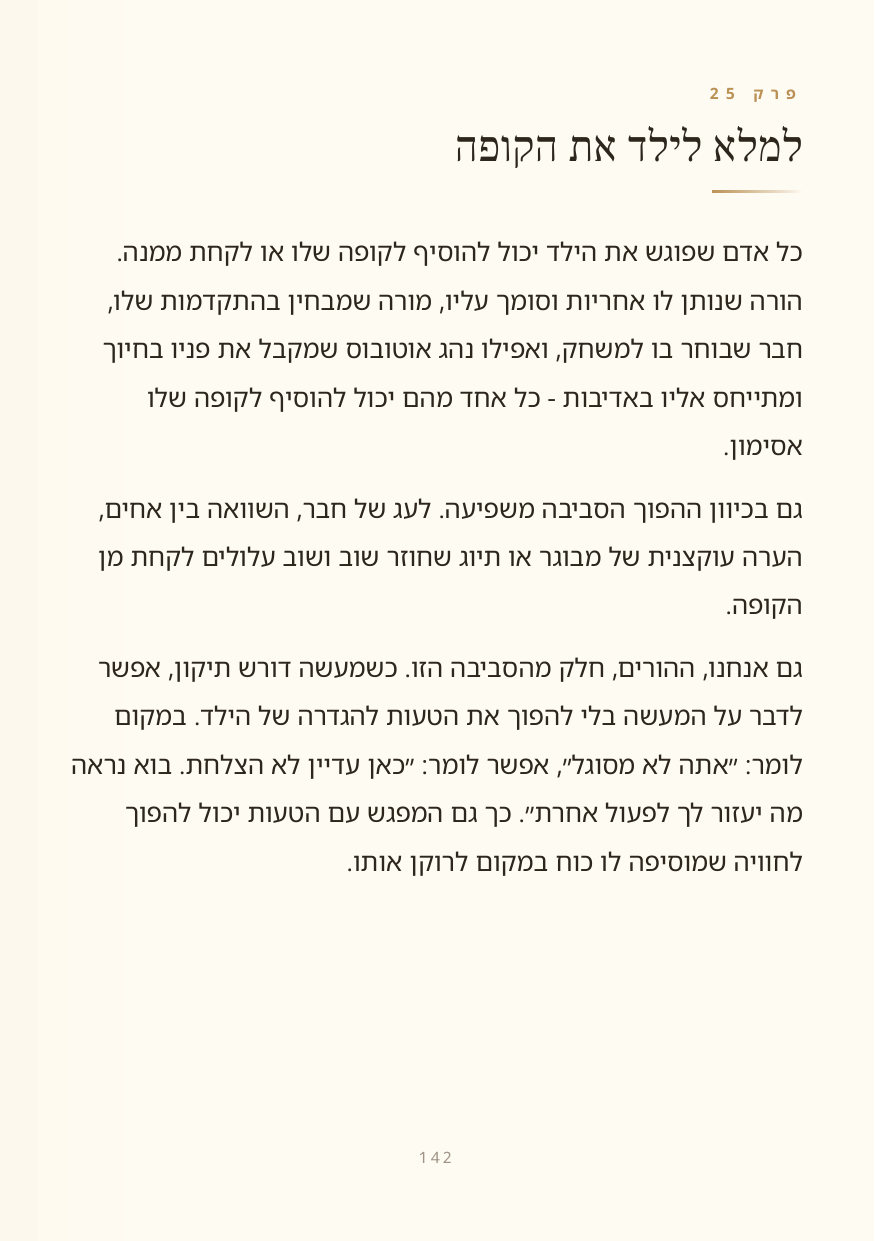 פרק 25
למלא לילד את הקופה
כל אדם שפוגש את הילד יכול להוסיף לקופה שלו או לקחת ממנה.
הורה שנותן לו אחריות וסומך עליו, מורה שמבחין בהתקדמות שלו,
חבר שבוחר בו למשחק, ואפילו נהג אוטובוס שמקבל את פניו בחיוך
ומתייחס אליו באדיבות - כל אחד מהם יכול להוסיף לקופה שלו
אסימון.
גם בכיוון ההפוך הסביבה משפיעה. לעג של חבר, השוואה בין אחים,
הערה עוקצנית של מבוגר או תיוג שחוזר שוב ושוב עלולים לקחת מן
הקופה.
גם אנחנו, ההורים, חלק מהסביבה הזו. כשמעשה דורש תיקון, אפשר
לדבר על המעשה בלי להפוך את הטעות להגדרה של הילד. במקום
לומר: ״אתה לא מסוגל״, אפשר לומר: ״כאן עדיין לא הצלחת. בוא נראה
מה יעזור לך לפעול אחרת״. כך גם המפגש עם הטעות יכול להפוך
לחוויה שמוסיפה לו כוח במקום לרוקן אותו.
142